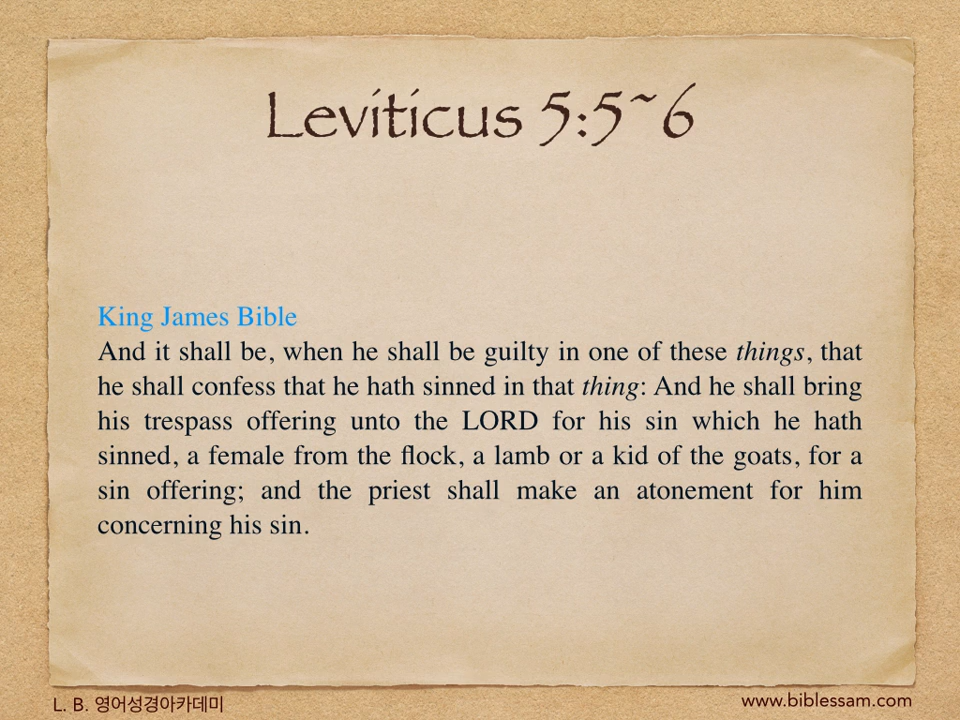 Leviticus 5:5~6
King James Bible
And it shall be, when he shall be guilty in one of these things, that
he shall confess that he hath sinned in that thing: And he shall bring
his trespass offering unto the LORD for his sin which he hath
sinned, a female from the flock, a lamb or a kid of the goats, for a
sin offering; and the priest shall make an atonement for him
concerning his sin.
L. B. 영어성경아카데미
www.biblessam.com